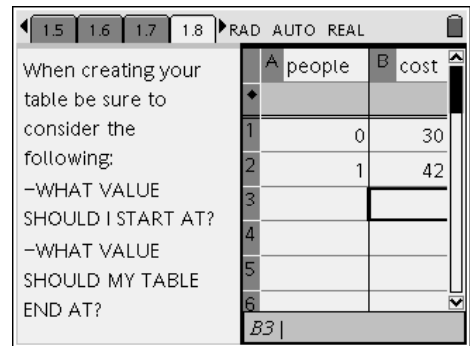 1.5 1.6 1.7 1.8 RAD AUTO REAL
When creating your
table be sure to
consider the
following:
–WHAT VALUE
SHOULD I START AT?
–WHAT VALUE
SHOULD MY TABLE
END AT?
A people B cost
◆
1 0 30
2 1 42
3
4
5
6
B3